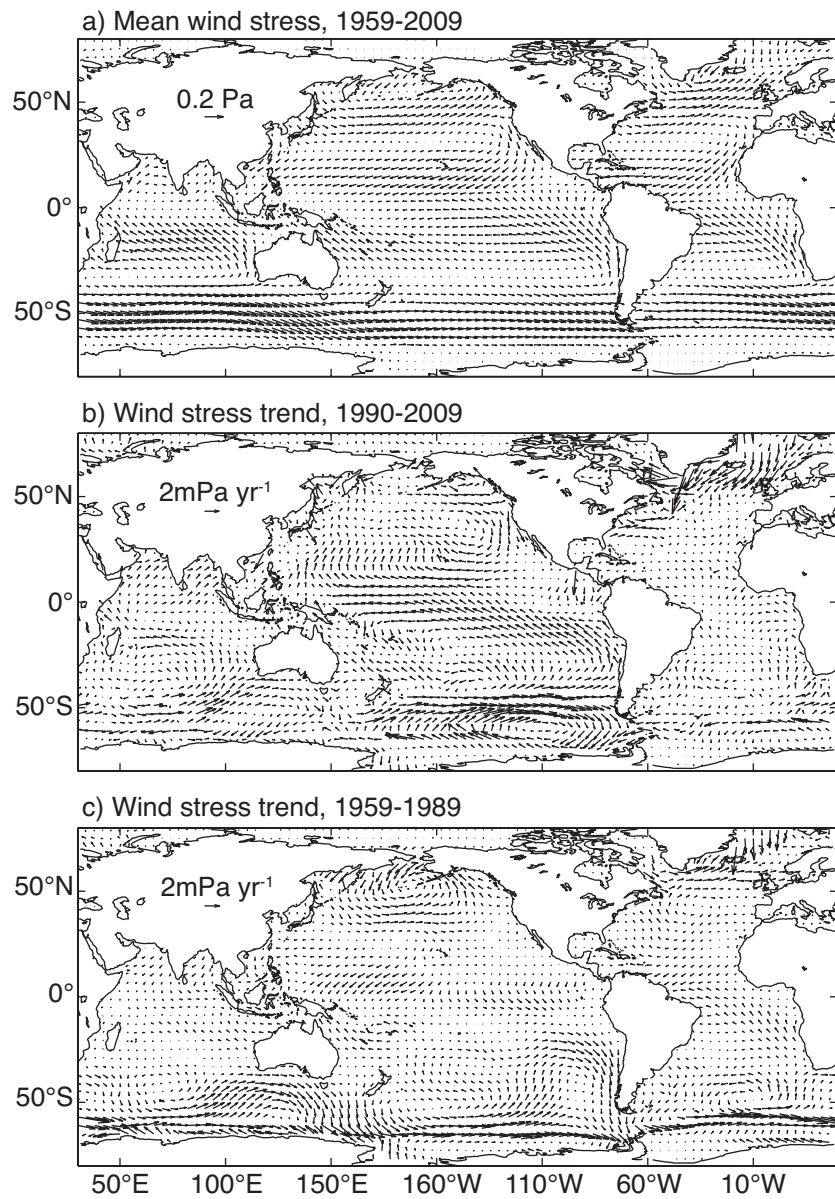 a) Mean wind stress, 1959-2009
50°N
0.2 Pa
0°
50°S
b) Wind stress trend, 1990-2009
50°N
2mPa yr-1
0°
50°S
c) Wind stress trend, 1959-1989
50°N
2mPa yr-1
0°
50°S
50°E 100°E 150°E 160°W 110°W 60°W 10°W